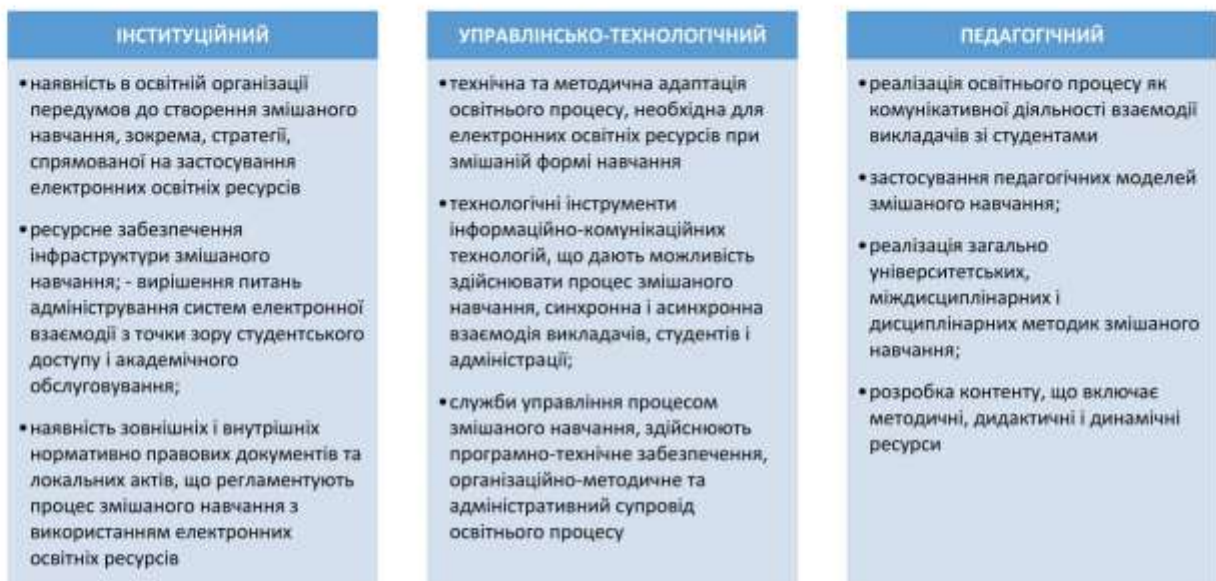 ІНСТИТУЦІЙНИЙ
•наявність в освітній організації
передумов до створення змішаного
навчання, зокрема, стратегії,
спрямованої на застосування
електронних освітніх ресурсів
•ресурсне забезпечення
інфраструктури змішаного
навчання; - вирішення питань
адміністрування систем електронної
взаємодії з точки зору студентського
доступу і академічного
обслуговування;
•наявність зовнішніх і внутрішніх
нормативно правових документів та
локальних актів, що регламентують
процес змішаного навчання з
використанням електронних
освітніх ресурсів
УПРАВЛІНСЬКО-ТЕХНОЛОГІЧНИЙ
•технічна та методична адаптація
освітнього процесу, необхідна для
електронних освітніх ресурсів при
змішаній формі навчання
•технологічні інструменти
інформаційно-комунікаційних
технологій, що дають можливість
здійснювати процес змішаного
навчання, синхронна і асинхронна
взаємодія викладачів, студентів і
адміністрації;
•служби управління процесом
змішаного навчання, здійснюють
програмно-технічне забезпечення,
організаційно-методичне та
адміністративний супровід
освітнього процесу
ПЕДАГОГІЧНИЙ
•реалізація освітнього процесу як
комунікативної діяльності взаємодії
викладачів зі студентами
•застосування педагогічних моделей
змішаного навчання;
•реалізація загально
університетських,
міждисциплінарних і
дисциплінарних методик змішаного
навчання;
•розробка контенту, що включає
методичні, дидактичні і динамічні
ресурси